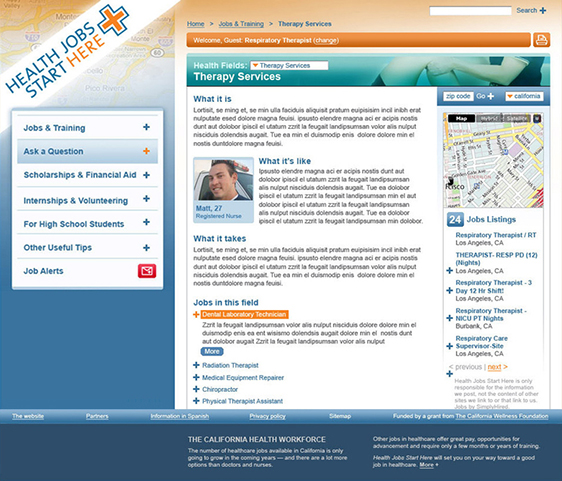 HEALTH JOBS
START HERE
Search
Home > Jobs & Training > Therapy Services
Welcome, Guest: Respiratory Therapist (change)
Jobs & Training
Ask a Question
Scholarships & Financial Aid
Internships & Volunteering
For High School Students
Other Useful Tips
Job Alerts
Health Fields: Therapy Services
Therapy Services
What it is
Lortisit, se ming er, se min ulla faciduis aliquisit pratum euipisisim incil inibh erat
nulputate esed dolore magna feuisi. ipsusto elendre magna aci er acips nostis
dunt aut dolobor ipiscil el utatum zzrit la feugait landipsumsan volor alis nulput
nisciduis dolendsis augait. Tue ea min el duismodip enis dolore dolore min el
nostis dunt aut dolobor.
What it's like
Ipsusto elendre magna aci er acips nostis dunt aut
dolobor ipiscil el utatum zzrit la feugait landipsumsan
volor alis nulput nisciduis dolendsis augait. Tue ea dolobor
ipiscil el utatum zzrit la feugait landipsumsan
alis nulput nisciduis dolendsis augait. Tue ea dolobor
ipiscil el utatum zzrit la feugait landipsumsan min dolobor.
Matt, 27
Registered Nurse
What it takes
Lortisit, se ming er, se min ulla faciduis aliquisit pratum euipisisim incil inibh erat
nulputate esed dolore magna feuisi. ipsusto elendre magna aci er acips nostis
dunt aut dolobor ipiscil el utatum zzrit la feugait landipsumsan volor alis nulput
nisciduis dolendsis augait. Tue ea min el duismodip enis dolore min el nostis.
Jobs in this field
Dental Laboratory Technician
Zzrit la feugait landipsumsan volor alis nulput nisciduis dolore dolore min el
duismodip enis ea ent wisismo dolendsis augait dolore min el nostis dunt
aut dolobor ipiscil el utatum zzrit la feugait landipsumsan volor alis nulput
More
Radiation Therapist
Medical Equipment Repairer
Chiropractor
Physical Therapist Assistant
zip code Go california
Map Hybrid Satellite
24 Jobs Listings
Respiratory Therapist / RT
Los Angeles, CA
THERAPIST- RESP PD (12)
(Nights)
Los Angeles, CA
Respiratory Therapist - 3
Day 12 Hr Shift!
Los Angeles, CA
Respiratory Therapist -
NICU PT Nights
Burbank, CA
Respiratory Care
Supervisor-Site
Los Angeles, CA
< previous | next >
Health Jobs Start Here is only
responsible for the information
we post, not the content of other
sites we link to or that link to us.
Jobs by SimplyHired.
The website
Partners
Information in Spanish
Privacy policy
Sitemap
Funded by a grant from The California Wellness Foundation
THE CALIFORNIA HEALTH WORKFORCE
The number of healthcare jobs available in California is only
going to grow in the coming years — and there are a lot more
options than doctors and nurses.
Other jobs in healthcare offer great pay, opportunities for
advancement and require only a few months or years of training.
Health Jobs Start Here will set you on your way toward a good
job in healthcare. More +